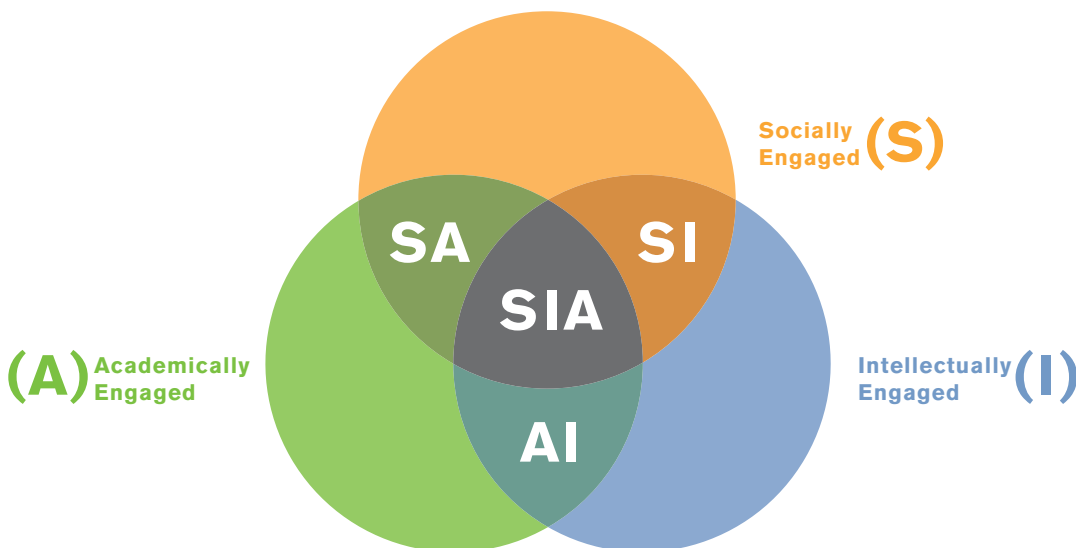 Socially
Engaged (S)
SA
SI
SIA
(A) Academically
Engaged
Intellectually
Engaged (I)
AI